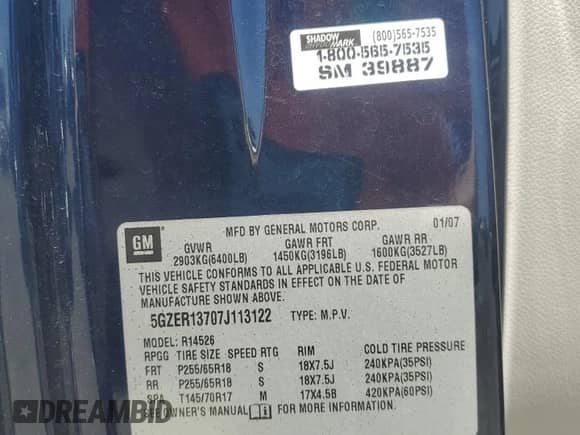 SHADOW MARK (800)565-7535
1-800-565-7535
SM 39887
GM
MFD BY GENERAL MOTORS CORP. 01/07
GVWR GAWR FRT GAWR RR
2903KG(6400LB) 1450KG(3196LB) 1600KG(3527LB)
THIS VEHICLE CONFORMS TO ALL APPLICABLE U.S. FEDERAL MOTOR
VEHICLE SAFETY STANDARDS IN EFFECT ON THE DATE OF
MANUFACTURE SHOWN ABOVE.
5GZER13707J113122 TYPE: M.P.V.
MODEL: R14526
RPGG TIRE SIZE SPEED RTG RIM COLD TIRE PRESSURE
FRT P255/65R18 S 18X7.5J 240KPA(35PSI)
RR P255/65R18 S 18X7.5J 240KPA(35PSI)
SPA T145/70R17 M 17X4.5B 420KPA(60PSI)
SEE OWNER'S MANUAL FOR MORE INFORMATION.
DREAMBID